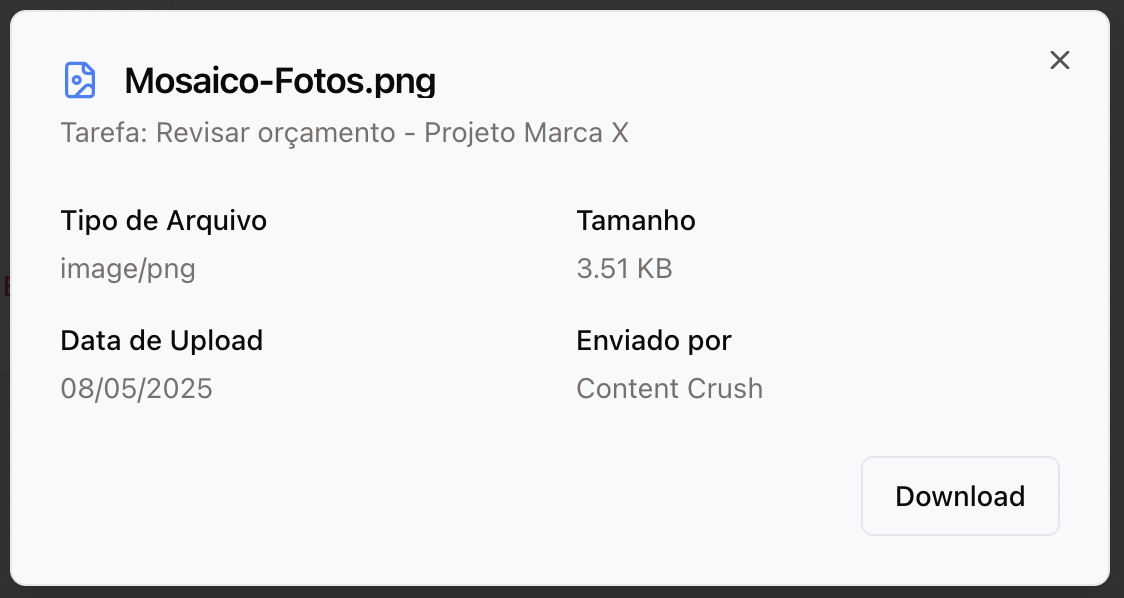 Mosaico-Fotos.png
Tarefa: Revisar orçamento - Projeto Marca X
Tipo de Arquivo
Tamanho
image/png
3.51 KB
Data de Upload
Enviado por
08/05/2025
Content Crush
Download